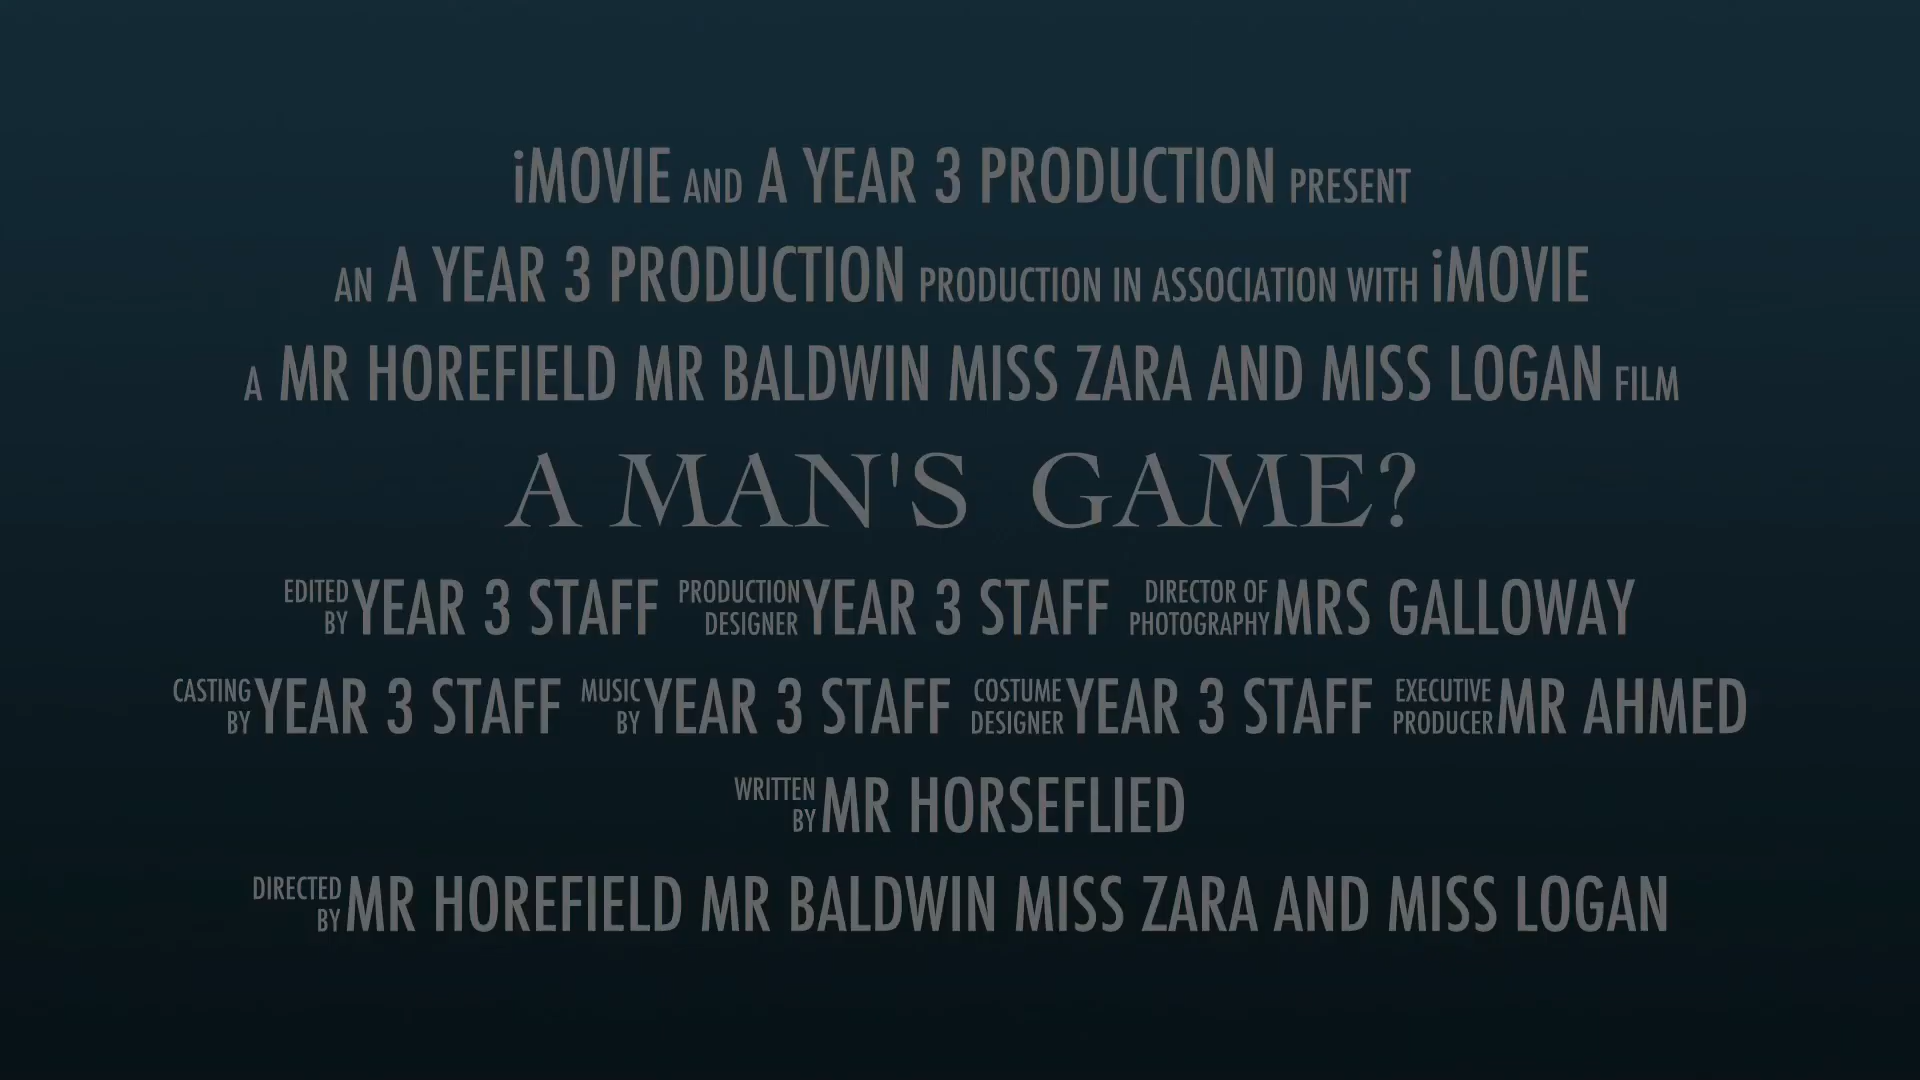 iMOVIE AND A YEAR 3 PRODUCTION PRESENT
AN A YEAR 3 PRODUCTION PRODUCTION IN ASSOCIATION WITH iMOVIE
A MR HOREFIELD MR BALDWIN MISS ZARA AND MISS LOGAN FILM
A MAN'S GAME?
EDITED BY YEAR 3 STAFF PRODUCTION DESIGNER YEAR 3 STAFF DIRECTOR OF PHOTOGRAPHY MRS GALLOWAY
CASTING BY YEAR 3 STAFF MUSIC BY YEAR 3 STAFF COSTUME DESIGNER YEAR 3 STAFF EXECUTIVE PRODUCER MR AHMED
WRITTEN BY MR HORSEFLIED
DIRECTED BY MR HOREFIELD MR BALDWIN MISS ZARA AND MISS LOGAN